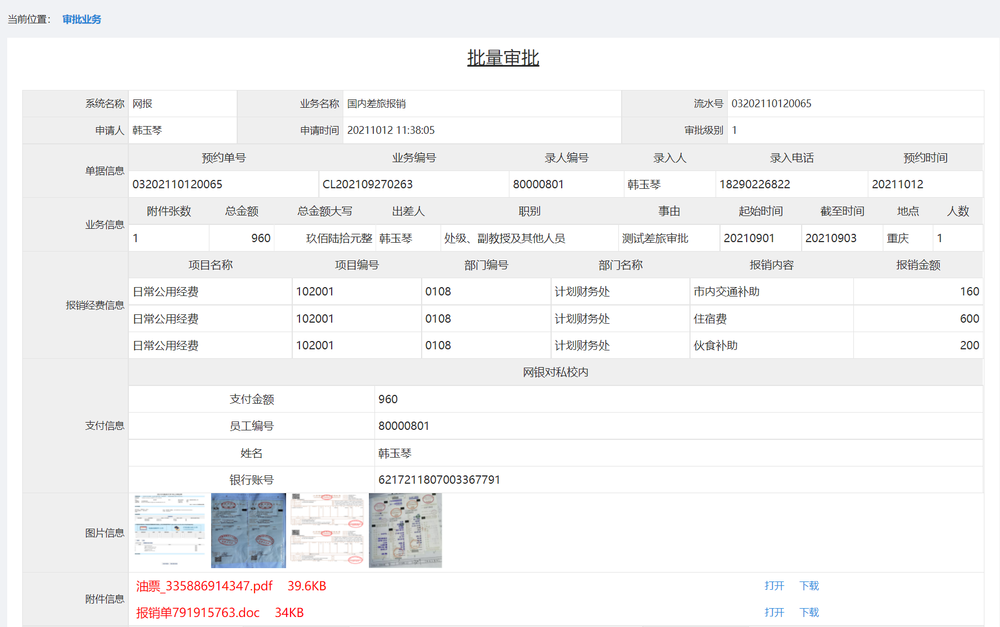 当前位置： 审批业务
批量审批
系统名称 网报 业务名称 国内差旅报销 流水号 03202110120065
申请人 韩玉琴 申请时间 20211012 11:38:05 审批级别 1
单据信息
预约单号 业务编号 录人编号 录入人 录入电话 预约时间
03202110120065 CL202109270263 80000801 韩玉琴 18290226822 20211012
业务信息
附件张数 总金额 总金额大写 出差人 职别 事由 起始时间 截至时间 地点 人数
1 960 玖佰陆拾元整 韩玉琴 处级、副教授及其他人员 测试差旅审批 20210901 20210903 重庆 1
报销经费信息
项目名称 项目编号 部门编号 部门名称 报销内容 报销金额
日常公用经费 102001 0108 计划财务处 市内交通补助 160
日常公用经费 102001 0108 计划财务处 住宿费 600
日常公用经费 102001 0108 计划财务处 伙食补助 200
支付信息
网银对私校内
支付金额 960
员工编号 80000801
姓名 韩玉琴
银行账号 6217211807003367791
图片信息
附件信息
油票_335886914347.pdf 39.6KB 打开 下载
报销单791915763.doc 34KB 打开 下载